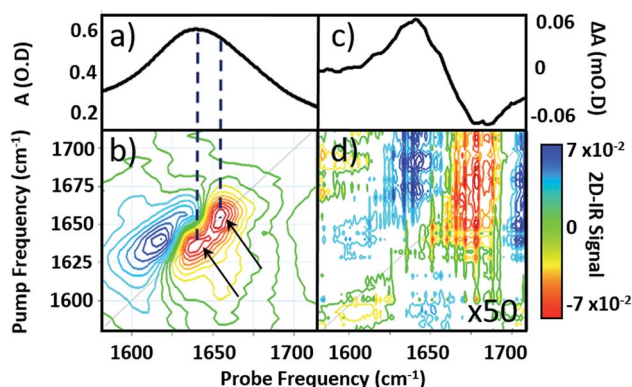 a)
c)
0.6
0.4
0.2
A (O.D)
0.06
0
-0.06
ΔA (mO.D)
b)
d)
1700
1675
1650
1625
1600
Pump Frequency (cm-1)
x50
7 x10-2
0
-7 x10-2
2D-IR Signal
1600 1650 1700
1600 1650 1700
Probe Frequency (cm-1)